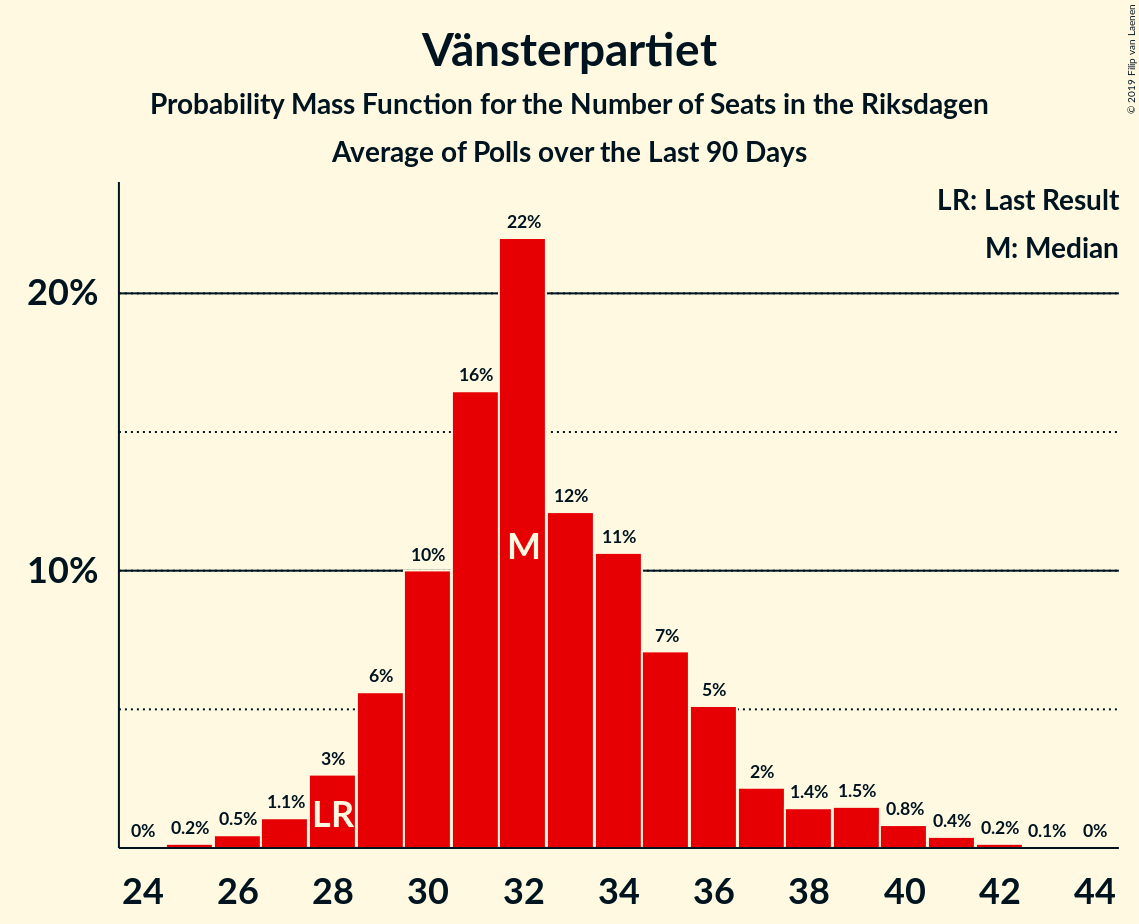 Vänsterpartiet
Probability Mass Function for the Number of Seats in the Riksdagen
Average of Polls over the Last 90 Days
© 2019 Filip van Laenen
LR: Last Result
M: Median
20%
10%
0%
0.2%
0.5%
1.1%
3%
6%
10%
16%
22%
12%
11%
7%
5%
2%
1.4%
1.5%
0.8%
0.4%
0.2%
0.1%
0%
LR
M
24 26 28 30 32 34 36 38 40 42 44